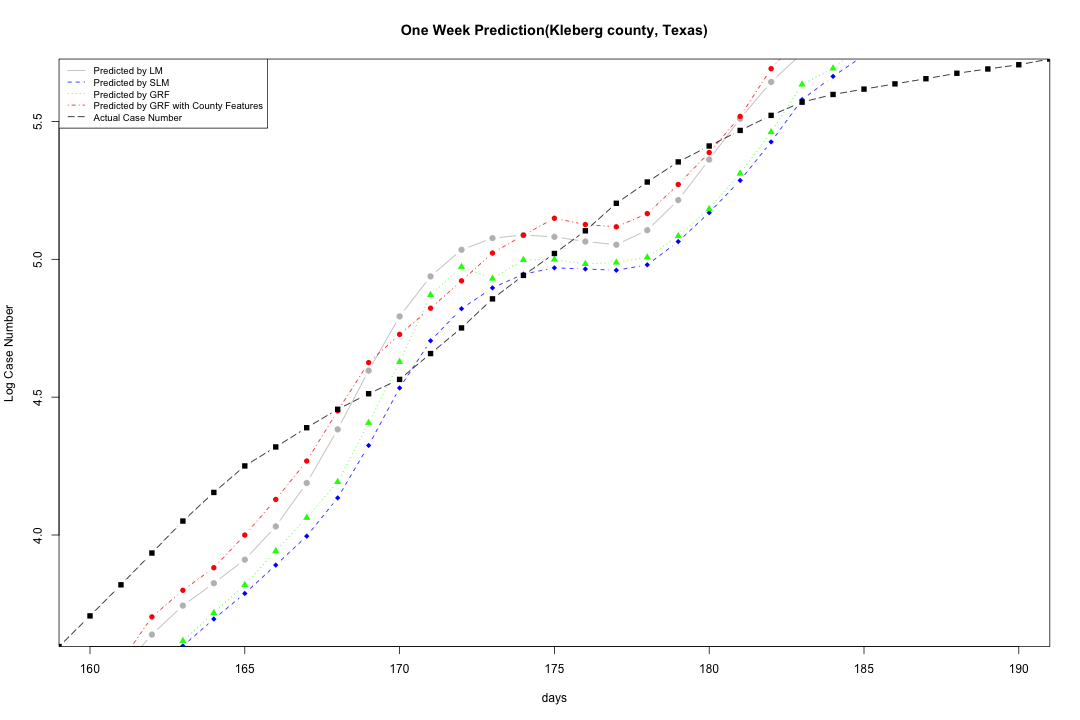 One Week Prediction(Kleberg county, Texas)
Predicted by LM
Predicted by SLM
Predicted by GRF
Predicted by GRF with County Features
Actual Case Number
Log Case Number
5.5
5.0
4.5
4.0
160 165 170 175 180 185 190
days